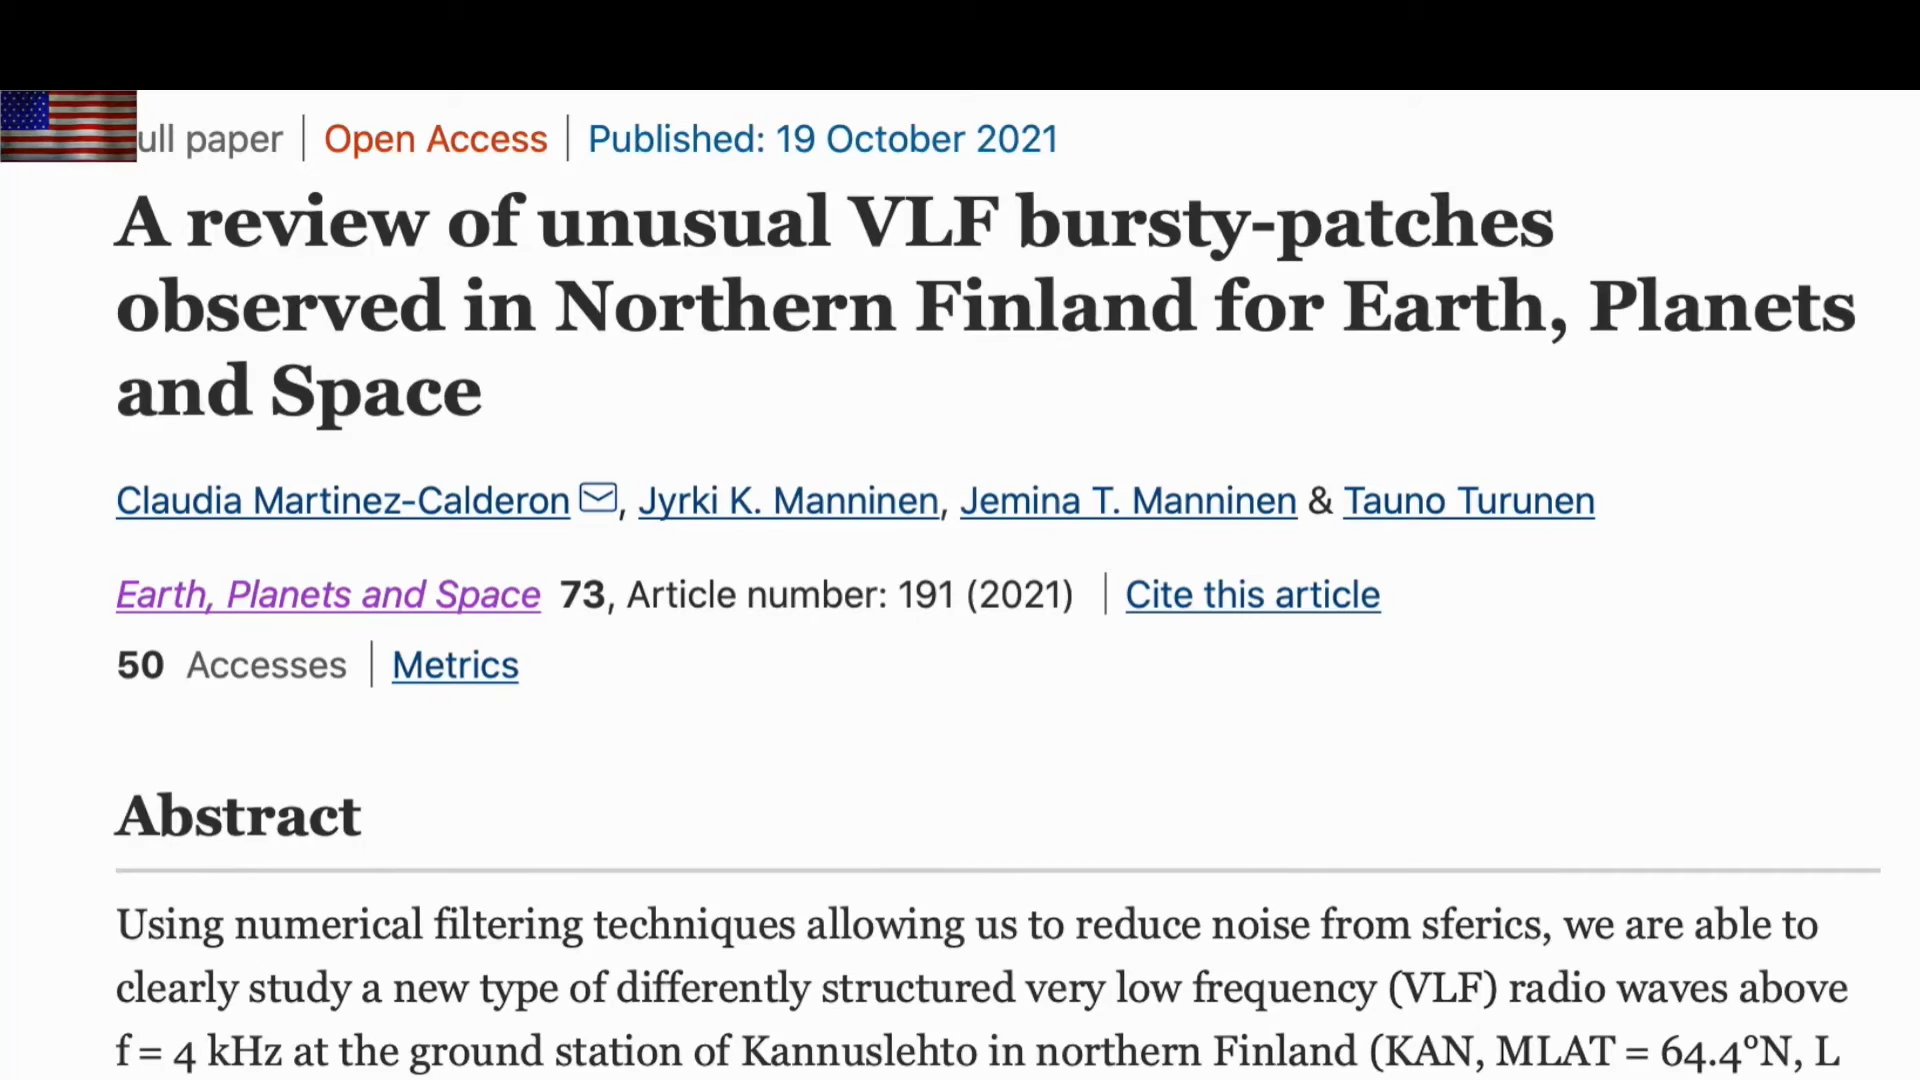 ull paper | Open Access | Published: 19 October 2021
A review of unusual VLF bursty-patches
observed in Northern Finland for Earth, Planets
and Space
Claudia Martinez-Calderon, Jyrki K. Manninen, Jemina T. Manninen & Tauno Turunen
Earth, Planets and Space 73, Article number: 191 (2021) | Cite this article
50 Accesses | Metrics
Abstract
Using numerical filtering techniques allowing us to reduce noise from sferics, we are able to
clearly study a new type of differently structured very low frequency (VLF) radio waves above
f = 4 kHz at the ground station of Kannuslehto in northern Finland (KAN, MLAT = 64.4°N, L